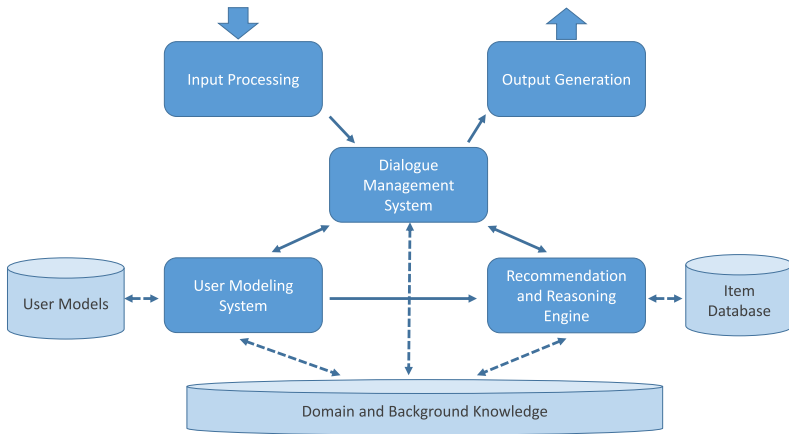 Input Processing
Output Generation
Dialogue
Management
System
User Models
User Modeling
System
Recommendation
and Reasoning
Engine
Item
Database
Domain and Background Knowledge